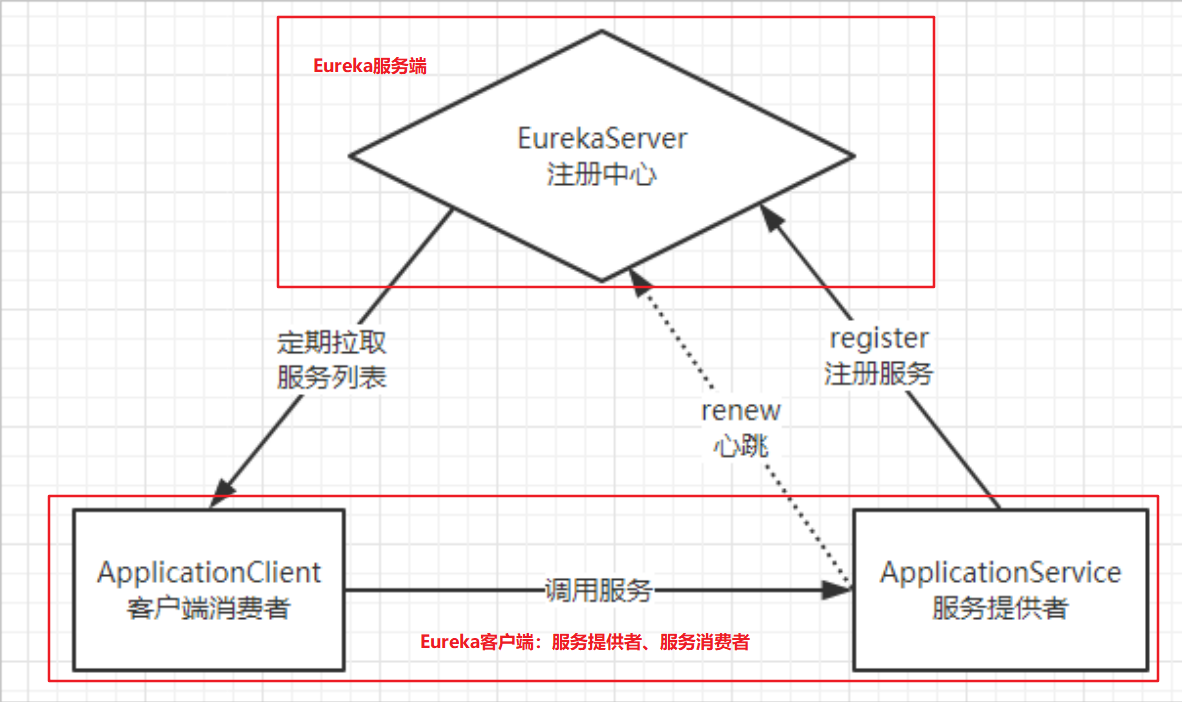 Eureka服务端
EurekaServer
注册中心
定期拉取
服务列表
register
注册服务
renew
心跳
ApplicationClient
客户端消费者
调用服务
ApplicationService
服务提供者
Eureka客户端：服务提供者、服务消费者